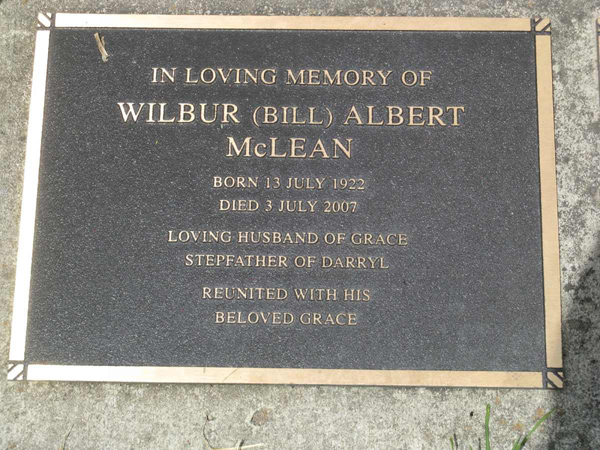 IN LOVING MEMORY OF
WILBUR (BILL) ALBERT
McLEAN
BORN 13 JULY 1922
DIED 3 JULY 2007
LOVING HUSBAND OF GRACE
STEPFATHER OF DARRYL
REUNITED WITH HIS
BELOVED GRACE